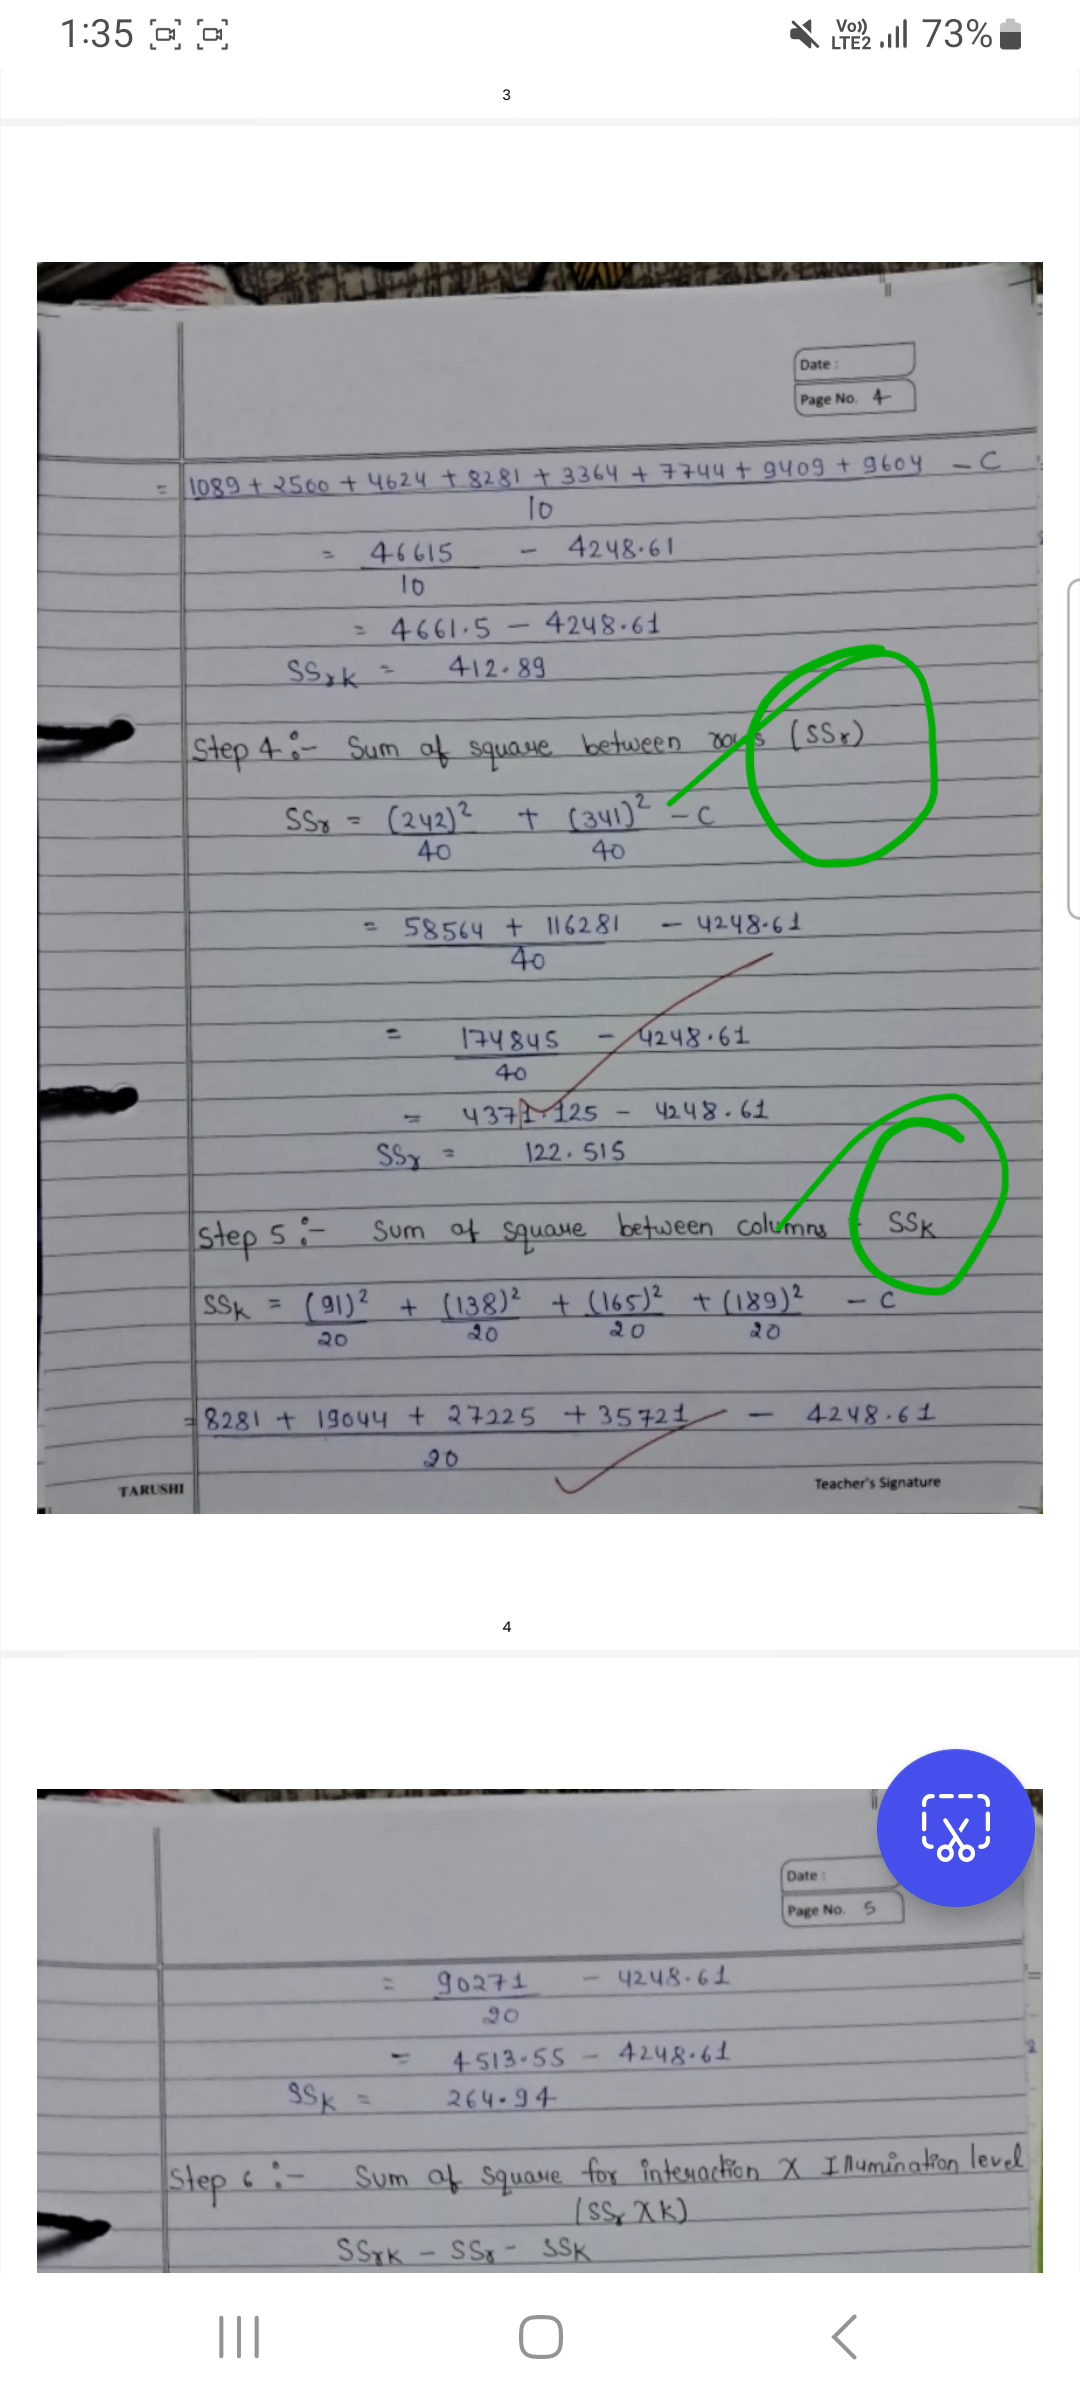 1:35
Vo)) LTE2 73%
3
Date :
Page No. 4
= 1089 + 2500 + 4624 + 8281 + 3364 + 7744 + 9409 + 9604 - C
10
= 46615 - 4248.61
10
= 4661.5 - 4248.61
SSrk = 412.89
Step 4 :- Sum of square between rows (SSr)
SSr = (242)² + (341)² - C
40 40
= 58564 + 116281 - 4248.61
40
= 174845 - 4248.61
40
= 4371.125 - 4248.61
SSr = 122.515
Step 5 :- Sum of square between columns SSK
SSK = (91)² + (138)² + (165)² + (189)² - C
20 20 20 20
= 8281 + 19044 + 27225 + 35721 - 4248.61
20
TARUSHI Teacher's Signature
4
Date :
Page No. 5
= 90271 - 4248.61
20
= 4513.55 - 4248.61
SSK = 264.94
Step 6 :- Sum of Square for interaction X Illumination level
(SSr XK)
SSrK - SSr - SSK